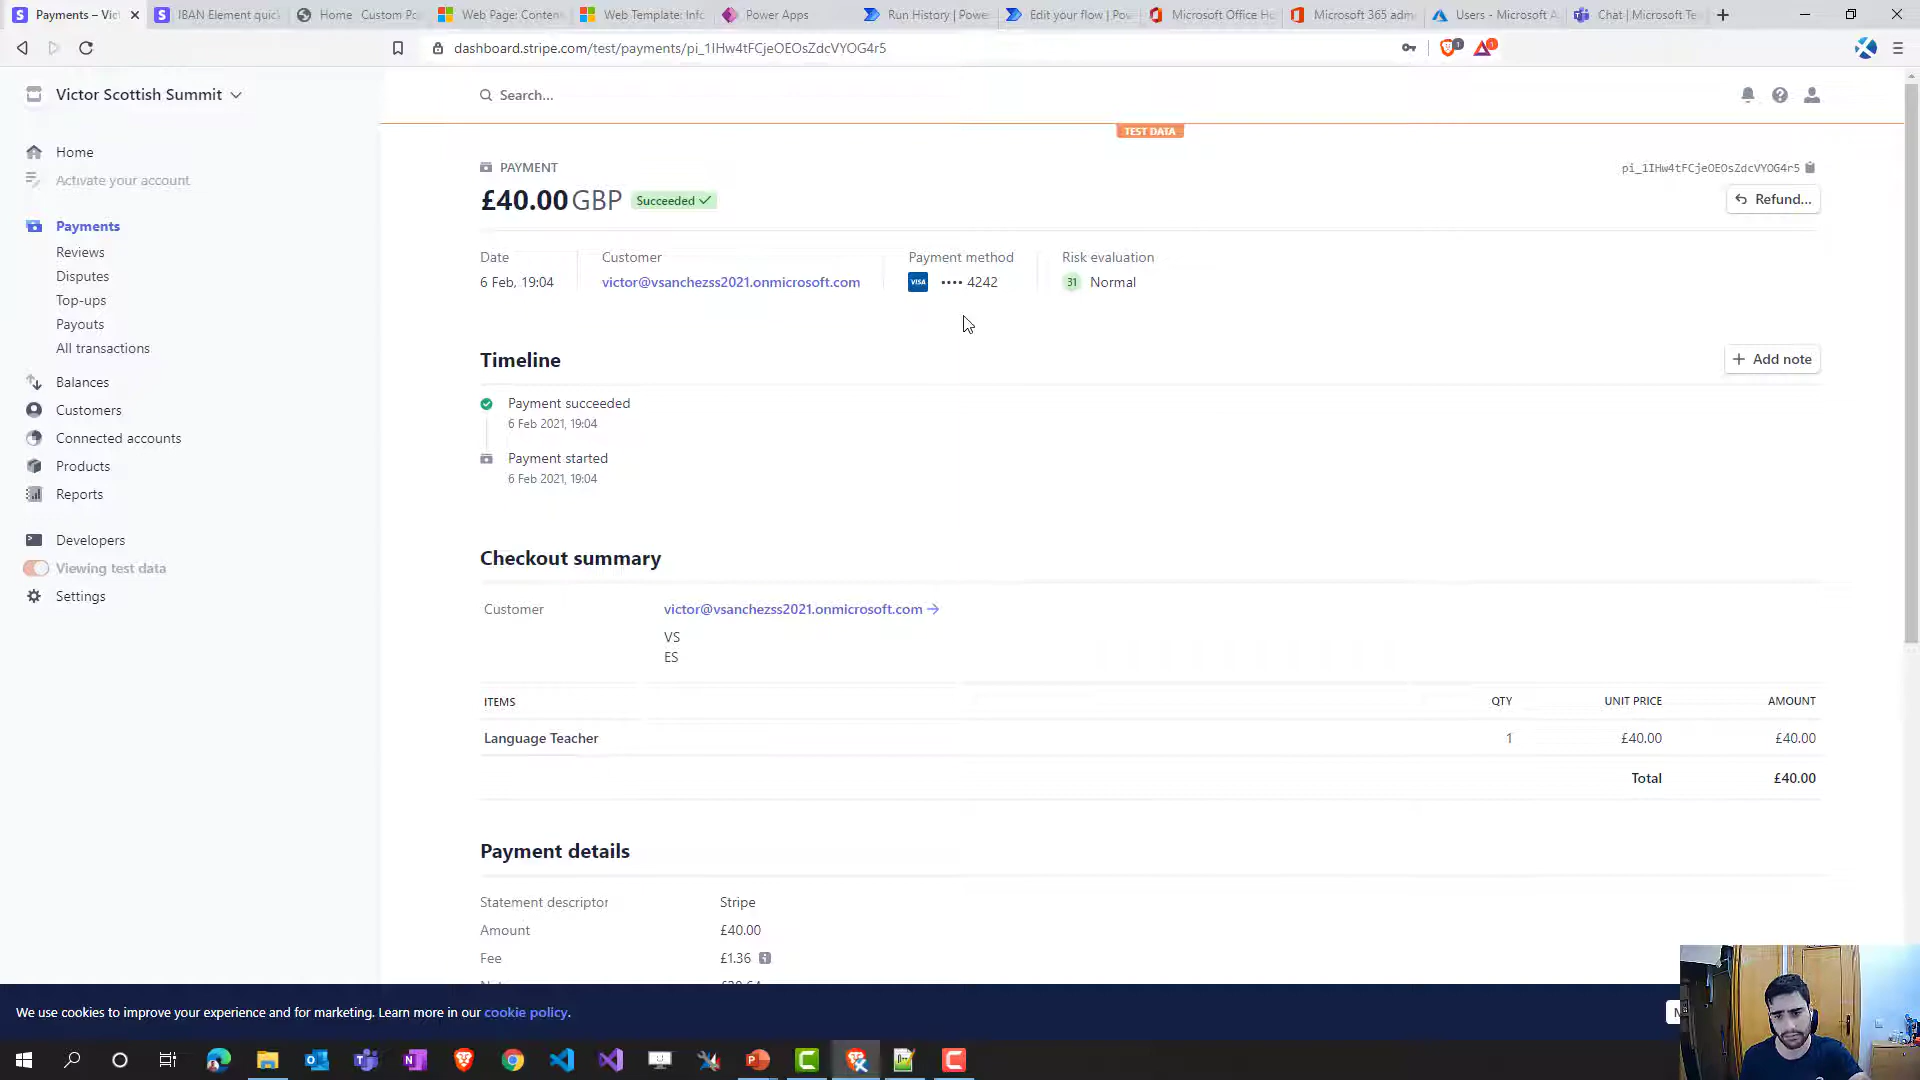 Payments – Vic
IBAN Element quick
Home Custom Po
Web Page: Conten
Web Template: Info
Power Apps
Run History | Powe
Edit your flow | Pow
Microsoft Office Ho
Microsoft 365 adm
Users - Microsoft A
Chat | Microsoft Te
dashboard.stripe.com/test/payments/pi_1IHw4tFCjeOEOsZdcVYOG4r5
Victor Scottish Summit
Search...
TEST DATA
Home
Activate your account
Payments
Reviews
Disputes
Top-ups
Payouts
All transactions
Balances
Customers
Connected accounts
Products
Reports
Developers
Viewing test data
Settings
PAYMENT
pi_1IHw4tFCjeOEOsZdcVYOG4r5
£40.00 GBP Succeeded
Refund...
Date
6 Feb, 19:04
Customer
victor@vsanchezss2021.onmicrosoft.com
Payment method
VISA •••• 4242
Risk evaluation
31 Normal
Timeline
Add note
Payment succeeded
6 Feb 2021, 19:04
Payment started
6 Feb 2021, 19:04
Checkout summary
Customer victor@vsanchezss2021.onmicrosoft.com
VS
ES
ITEMS QTY UNIT PRICE AMOUNT
Language Teacher 1 £40.00 £40.00
Total £40.00
Payment details
Statement descriptor Stripe
Amount £40.00
Fee £1.36
We use cookies to improve your experience and for marketing. Learn more in our cookie policy.